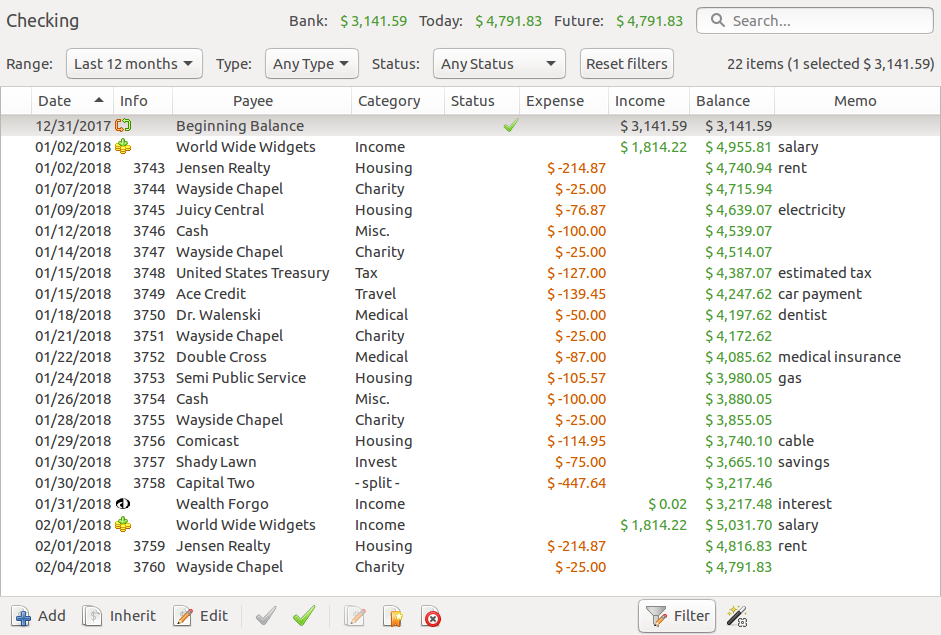 Checking Bank: $ 3,141.59 Today: $ 4,791.83 Future: $ 4,791.83 Search...
Range: Last 12 months Type: Any Type Status: Any Status Reset filters 22 items (1 selected $ 3,141.59)
Date Info Payee Category Status Expense Income Balance Memo
12/31/2017 Beginning Balance $ 3,141.59 $ 3,141.59
01/02/2018 World Wide Widgets Income $ 1,814.22 $ 4,955.81 salary
01/02/2018 3743 Jensen Realty Housing $ -214.87 $ 4,740.94 rent
01/07/2018 3744 Wayside Chapel Charity $ -25.00 $ 4,715.94
01/09/2018 3745 Juicy Central Housing $ -76.87 $ 4,639.07 electricity
01/12/2018 3746 Cash Misc. $ -100.00 $ 4,539.07
01/14/2018 3747 Wayside Chapel Charity $ -25.00 $ 4,514.07
01/15/2018 3748 United States Treasury Tax $ -127.00 $ 4,387.07 estimated tax
01/15/2018 3749 Ace Credit Travel $ -139.45 $ 4,247.62 car payment
01/18/2018 3750 Dr. Walenski Medical $ -50.00 $ 4,197.62 dentist
01/21/2018 3751 Wayside Chapel Charity $ -25.00 $ 4,172.62
01/22/2018 3752 Double Cross Medical $ -87.00 $ 4,085.62 medical insurance
01/24/2018 3753 Semi Public Service Housing $ -105.57 $ 3,980.05 gas
01/26/2018 3754 Cash Misc. $ -100.00 $ 3,880.05
01/28/2018 3755 Wayside Chapel Charity $ -25.00 $ 3,855.05
01/29/2018 3756 Comicast Housing $ -114.95 $ 3,740.10 cable
01/30/2018 3757 Shady Lawn Invest $ -75.00 $ 3,665.10 savings
01/30/2018 3758 Capital Two - split - $ -447.64 $ 3,217.46
01/31/2018 Wealth Forgo Income $ 0.02 $ 3,217.48 interest
02/01/2018 World Wide Widgets Income $ 1,814.22 $ 5,031.70 salary
02/01/2018 3759 Jensen Realty Housing $ -214.87 $ 4,816.83 rent
02/04/2018 3760 Wayside Chapel Charity $ -25.00 $ 4,791.83
Add Inherit Edit Filter